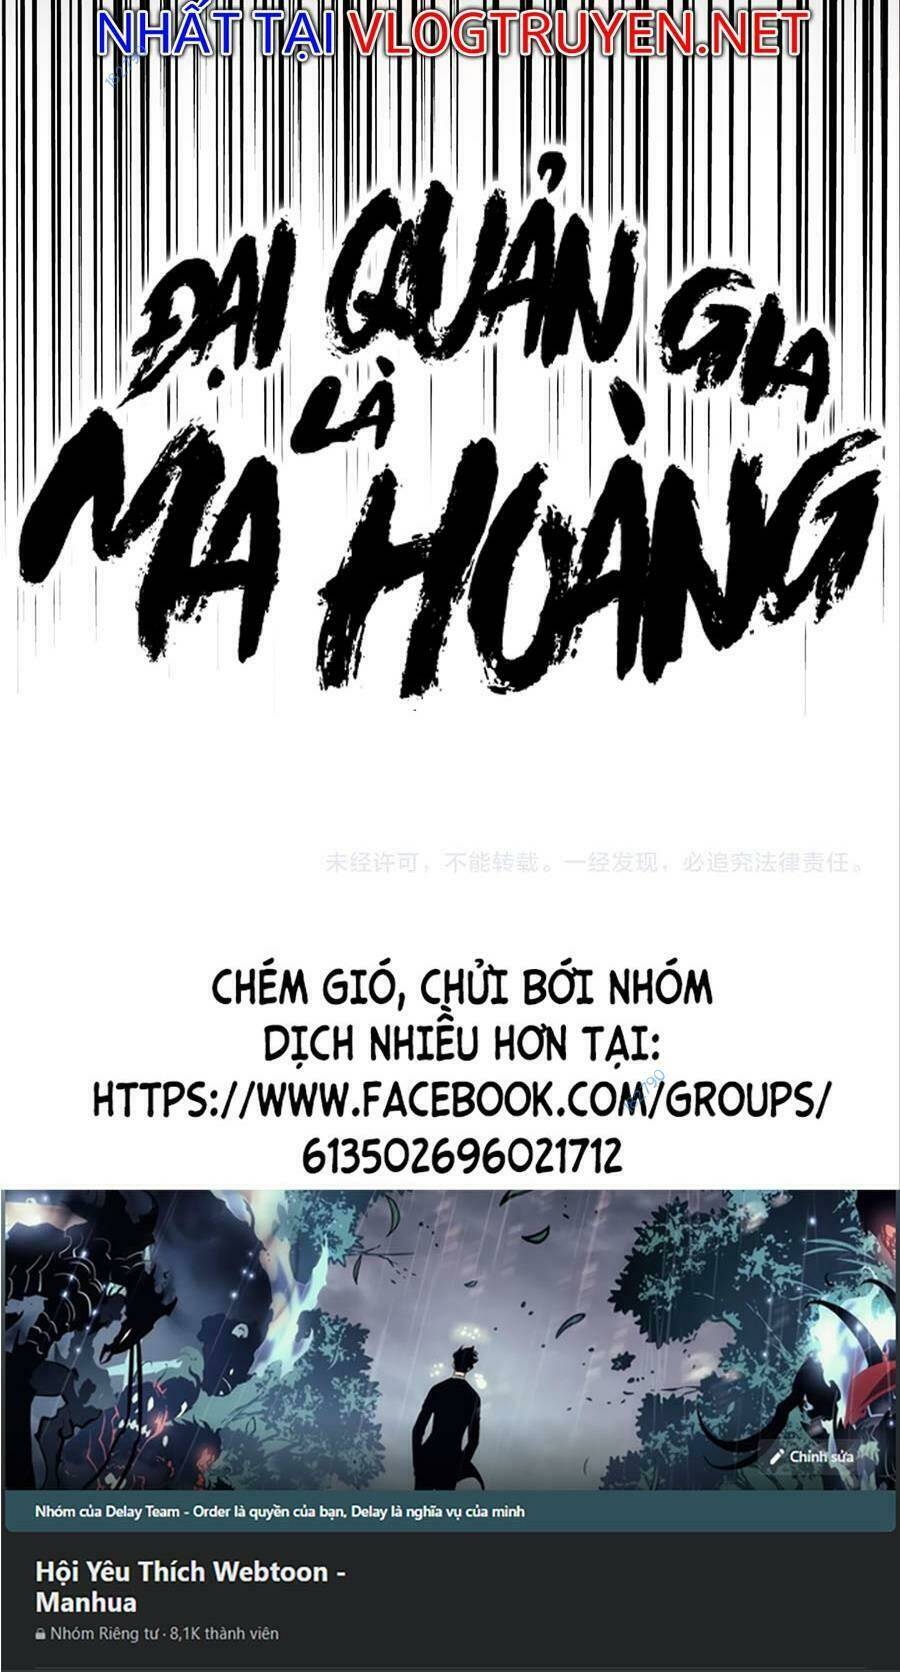 NHẤT TẠI VLOGTRUYEN.NET
182790
ĐẠI QUẢN GIA
LÀ
MA HOÀNG
未经许可，不能转载。一经发现，必追究法律责任。
CHÉM GIÓ, CHỬI BỚI NHÓM
DỊCH NHIỀU HƠN TẠI:
HTTPS://WWW.FACEBOOK.COM/GROUPS/
182790
613502696021712
Chỉnh sửa
Nhóm của Delay Team - Order là quyền của bạn, Delay là nghĩa vụ của mình
Hội Yêu Thích Webtoon -
Manhua
Nhóm Riêng tư · 8,1K thành viên